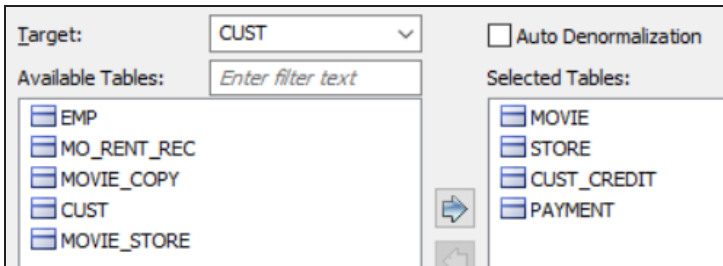 Target: CUST Auto Denormalization
Available Tables: Enter filter text Selected Tables:
EMP
MO_RENT_REC
MOVIE_COPY
CUST
MOVIE_STORE
MOVIE
STORE
CUST_CREDIT
PAYMENT